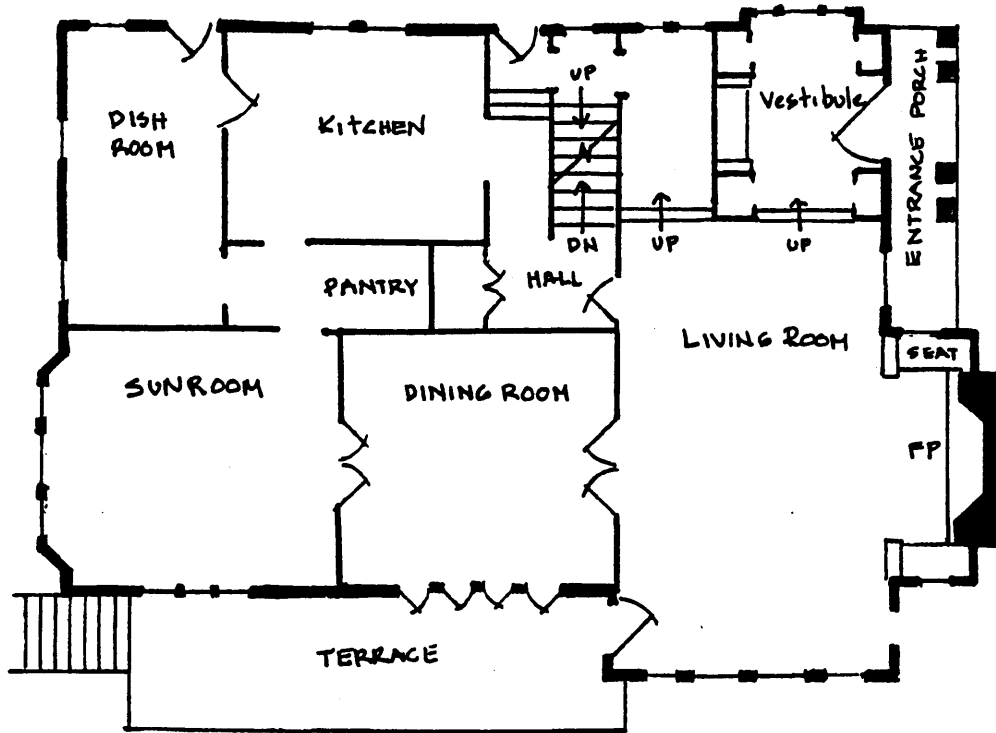 UP
Vestibule
DISH
ROOM
KITCHEN
ENTRANCE PORCH
DN
UP
UP
PANTRY
HALL
LIVING ROOM
SEAT
SUNROOM
DINING ROOM
FP
TERRACE